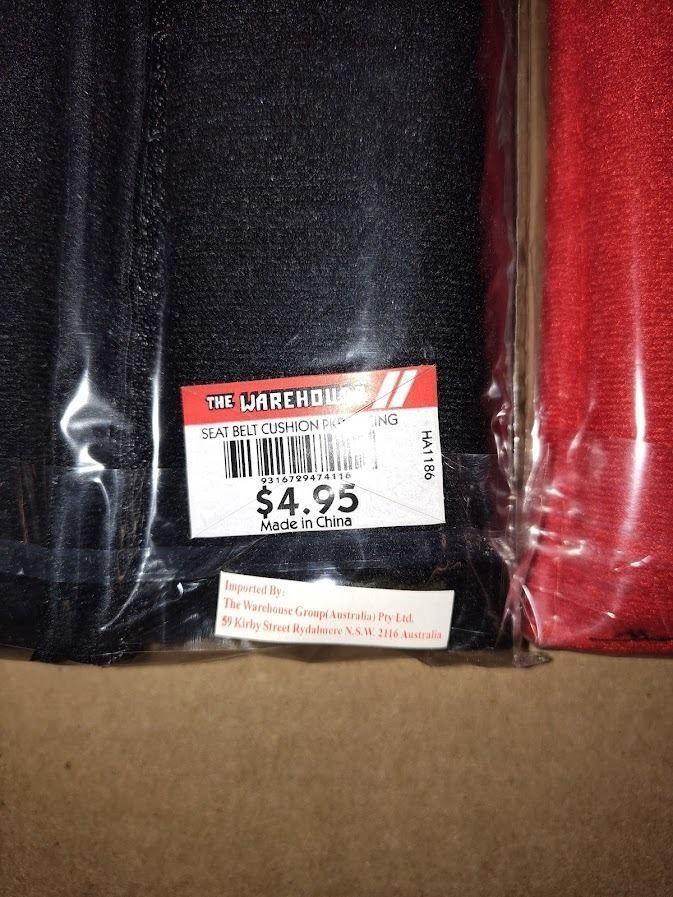 THE WAREHOUSE
SEAT BELT CUSHION
HA1186
9316729474116
$4.95
Made in China
Imported By:
The Warehouse Group(Australia) Pty Ltd.
59 Kirby Street Rydalmere N.S.W. 2116 Australia